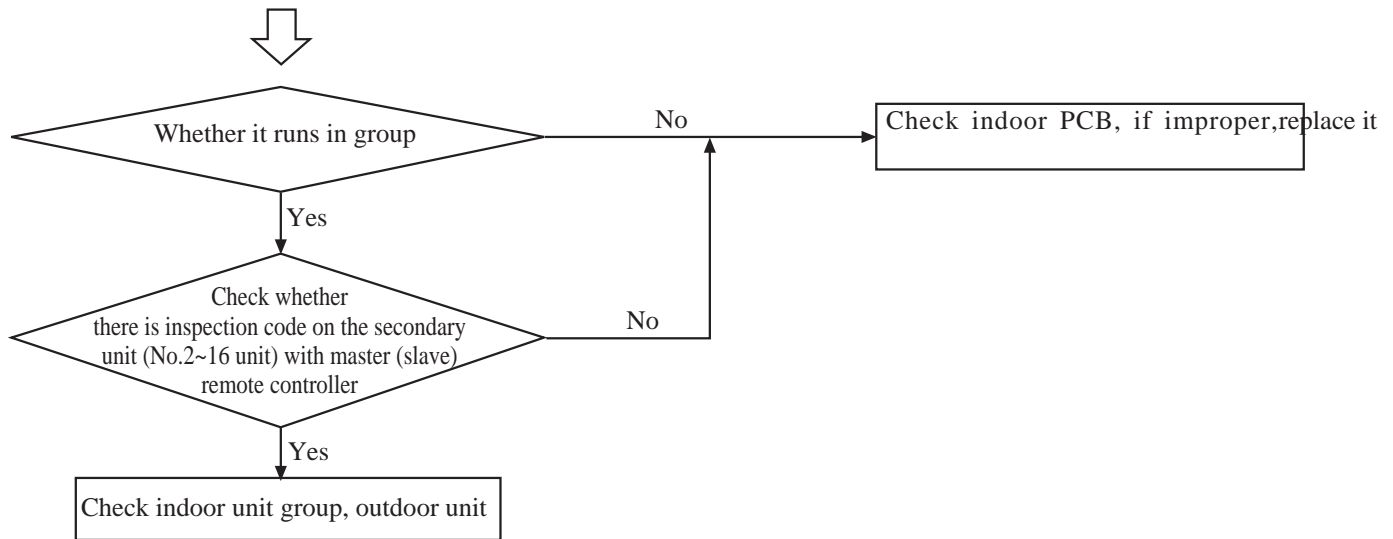 Whether it runs in group
No
Check indoor PCB, if improper,replace it
Yes
Check whether
there is inspection code on the secondary
unit (No.2~16 unit) with master (slave)
remote controller
No
Yes
Check indoor unit group, outdoor unit